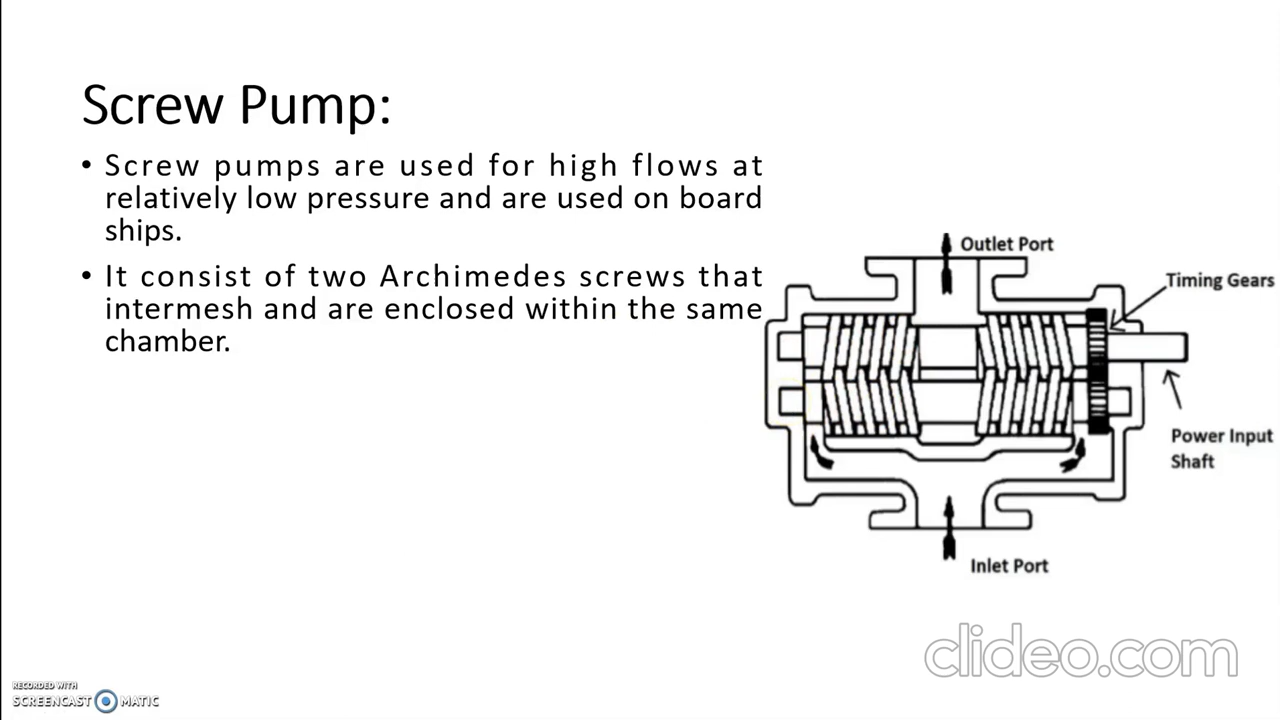 Screw Pump:
• Screw pumps are used for high flows at
relatively low pressure and are used on board
ships.
• It consist of two Archimedes screws that
intermesh and are enclosed within the same
chamber.
Outlet Port
Timing Gears
Power Input
Shaft
Inlet Port
clideo.com
RECORDED WITH
SCREENCAST MATIC